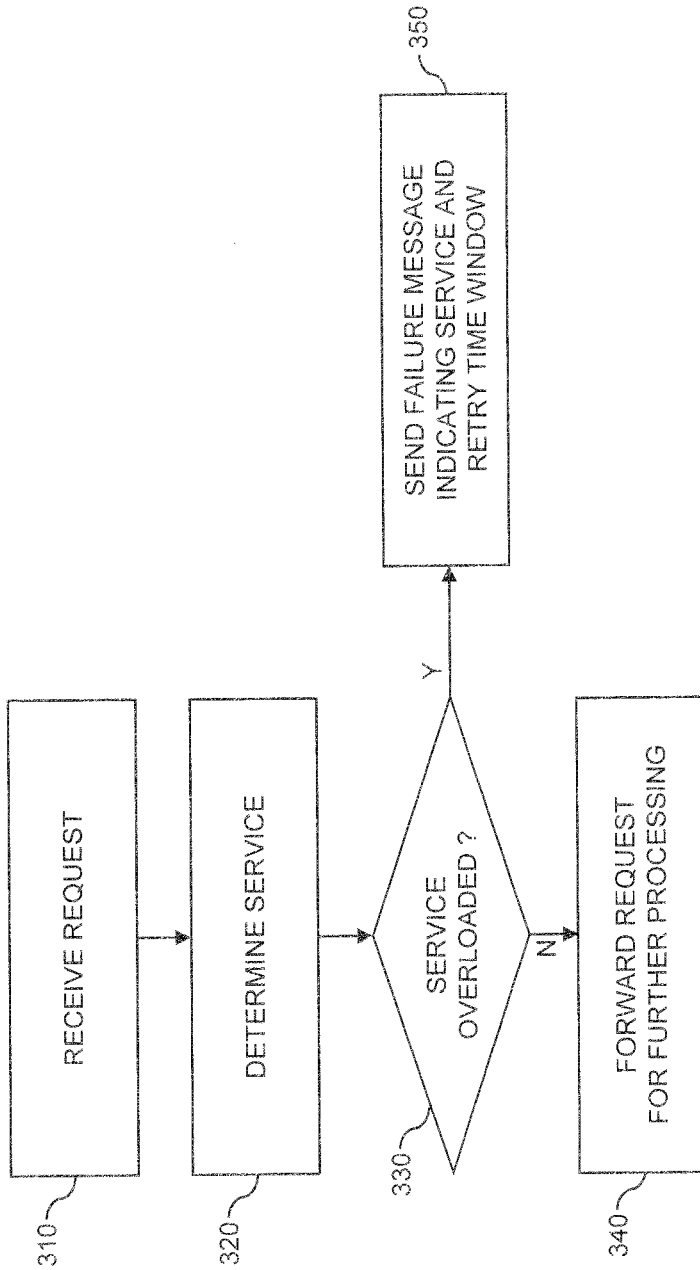 310
RECEIVE REQUEST
320
DETERMINE SERVICE
330
SERVICE
OVERLOADED ?
Y
N
350
SEND FAILURE MESSAGE
INDICATING SERVICE AND
RETRY TIME WINDOW
340
FORWARD REQUEST
FOR FURTHER PROCESSING